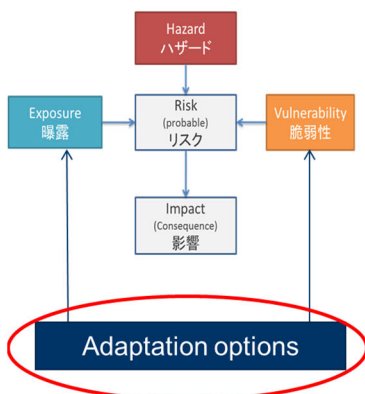 Hazard
ハザード
Exposure
曝露
Risk
(probable)
リスク
Vulnerability
脆弱性
Impact
(Consequence)
影響
Adaptation options